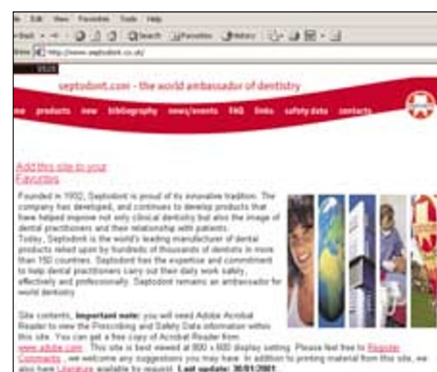 Edit View Favorites Tools Help
Back Search Favorites History
http://www.septodont.co.uk/
septodont.com - the world ambassador of dentistry
products new bibliography news/events FAQ links safety data contacts
Add this site to your
Favorites
Founded in 1932, Septodont is proud of its innovative tradition. The
company has developed, and continues to develop products that
have helped improve not only clinical dentistry but also the image of
dental practitioners and their relationship with patients.
Today, Septodont is the world's leading manufacturer of dental
products relied upon by hundreds of thousands of dentists in more
than 150 countries. Septodont has the expertise and commitment
to help dental practitioners carry out their daily work safely,
effectively and professionally. Septodont remains an ambassador for
world dentistry.
Site contents, Important note: you will need Adobe Acrobat
Reader to view the Prescribing and Safety Data information within
this site. You can get a free copy of Acrobat Reader from
www.adobe.com. This site is best viewed at 800 x 600 display setting. Please feel free to Register
Comments, we welcome any suggestions you may have. In addition to printing material from this site, we
also have Literature available by request. Last update: 30/01/2001.